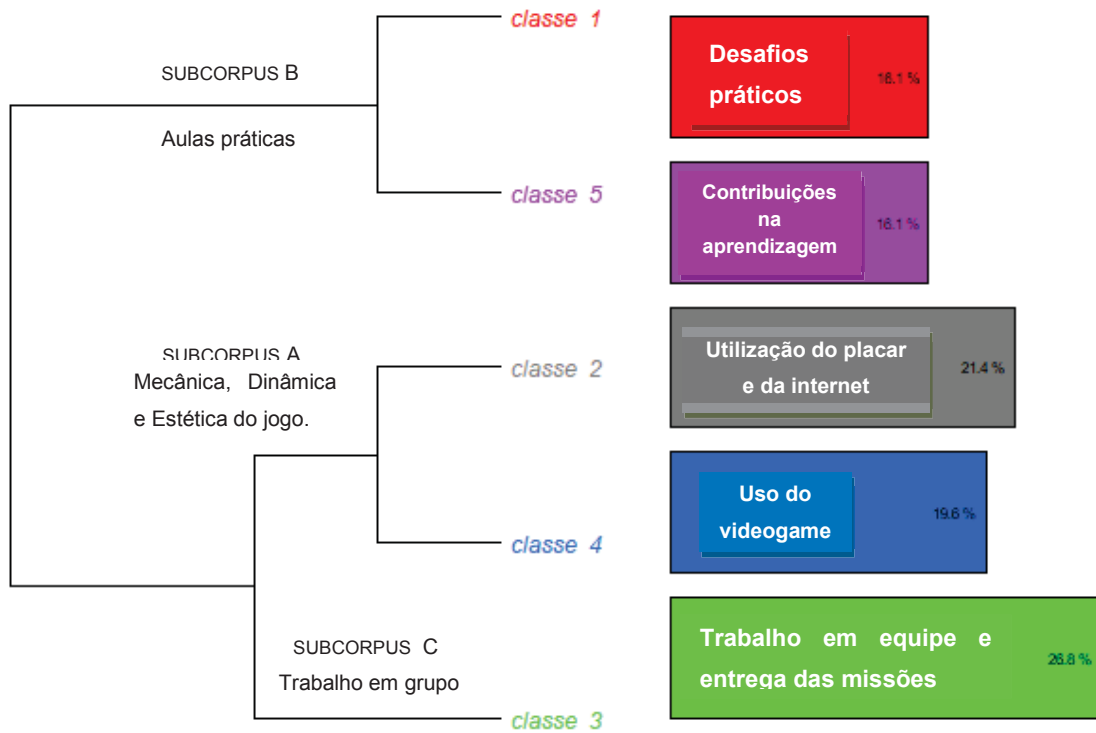 classe 1
Desafios
práticos
16.1 %
SUBCORPUS B
Aulas práticas
classe 5
Contribuições
na
aprendizagem
16.1 %
SUBCORPUS A
Mecânica, Dinâmica
e Estética do jogo.
classe 2
Utilização do placar
e da internet
21.4 %
classe 4
Uso do
videogame
19.6 %
SUBCORPUS C
Trabalho em grupo
classe 3
Trabalho em equipe e
entrega das missões
26.8 %